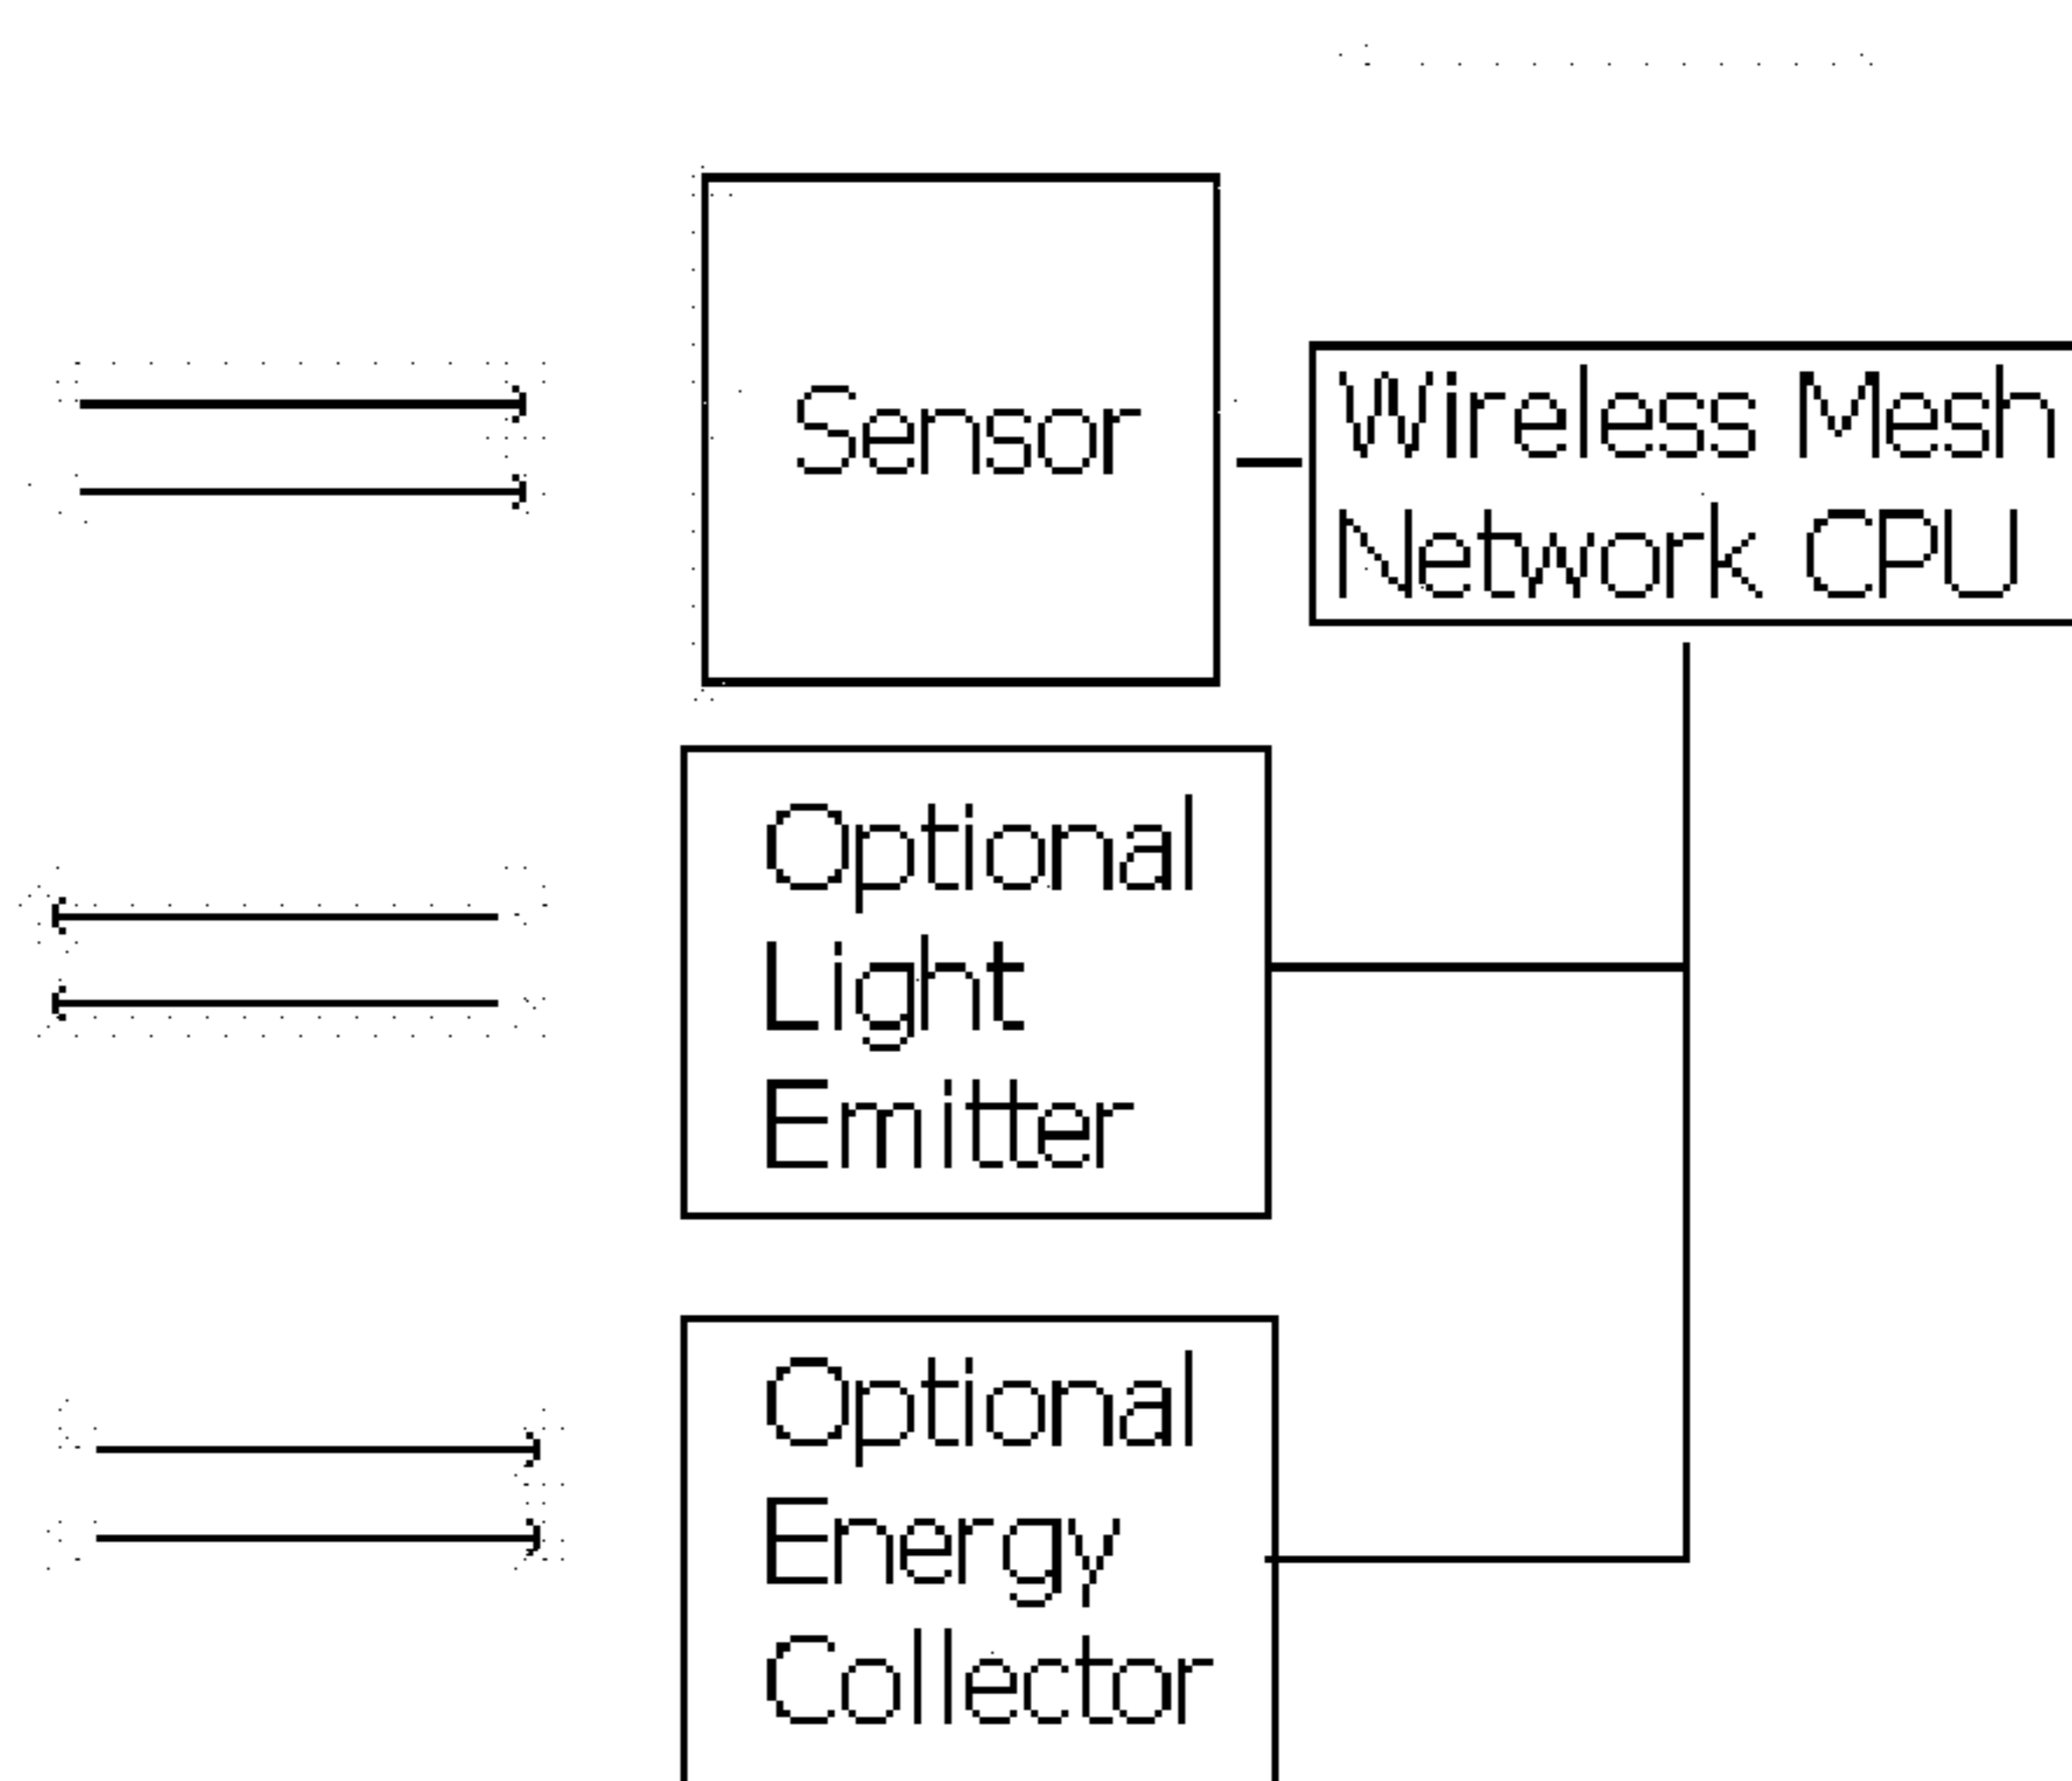 Sensor
Wireless Mesh
Network CPU
Optional
Light
Emitter
Optional
Energy
Collector